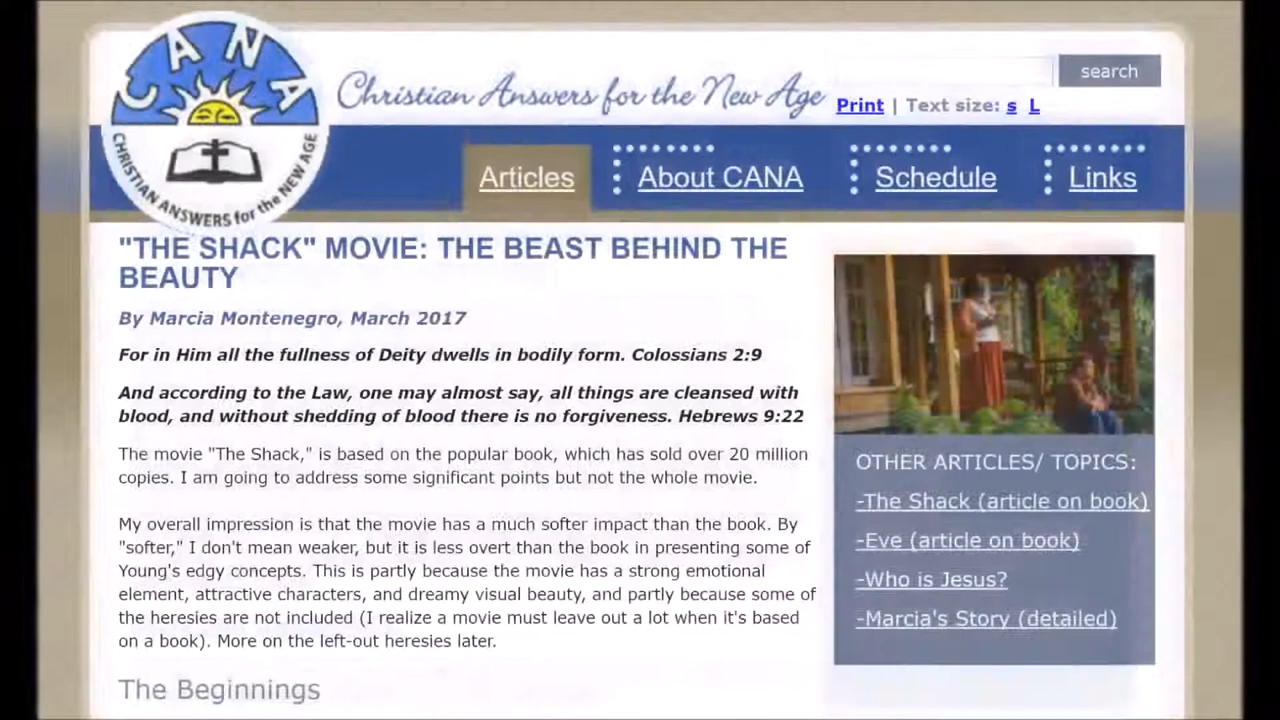 CANA
CHRISTIAN ANSWERS for the NEW AGE
Christian Answers for the New Age
search
Print | Text size: s L
Articles
About CANA
Schedule
Links
"THE SHACK" MOVIE: THE BEAST BEHIND THE
BEAUTY
By Marcia Montenegro, March 2017
For in Him all the fullness of Deity dwells in bodily form. Colossians 2:9
And according to the Law, one may almost say, all things are cleansed with
blood, and without shedding of blood there is no forgiveness. Hebrews 9:22
The movie "The Shack," is based on the popular book, which has sold over 20 million
copies. I am going to address some significant points but not the whole movie.
My overall impression is that the movie has a much softer impact than the book. By
"softer," I don't mean weaker, but it is less overt than the book in presenting some of
Young's edgy concepts. This is partly because the movie has a strong emotional
element, attractive characters, and dreamy visual beauty, and partly because some of
the heresies are not included (I realize a movie must leave out a lot when it's based
on a book). More on the left-out heresies later.
The Beginnings
OTHER ARTICLES/ TOPICS:
-The Shack (article on book)
-Eve (article on book)
-Who is Jesus?
-Marcia's Story (detailed)